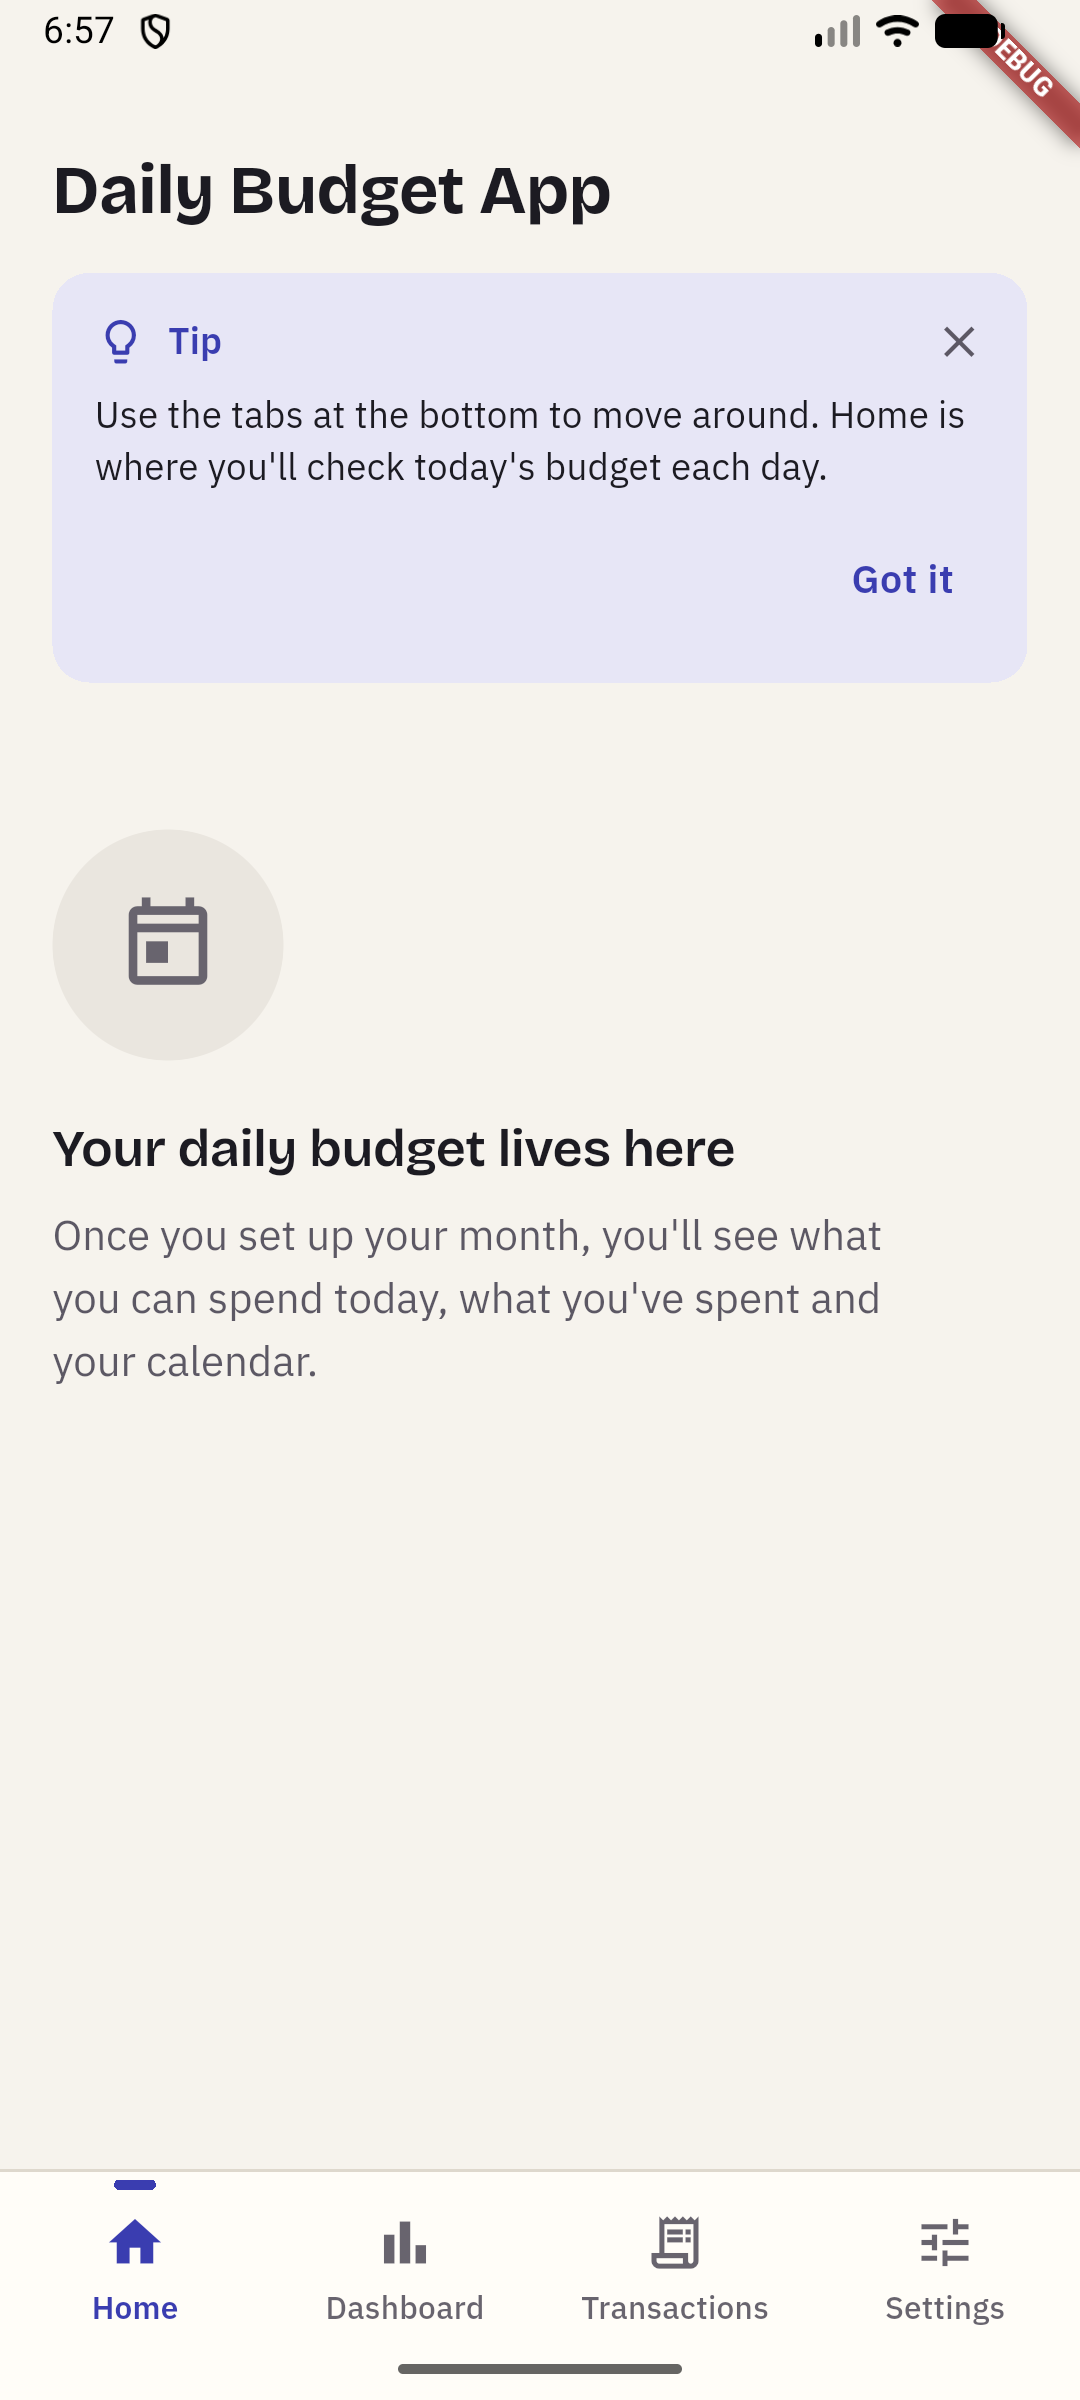 6:57
EBUG
Daily Budget App
Tip
Use the tabs at the bottom to move around. Home is
where you'll check today's budget each day.
Got it
Your daily budget lives here
Once you set up your month, you'll see what
you can spend today, what you've spent and
your calendar.
Home
Dashboard
Transactions
Settings